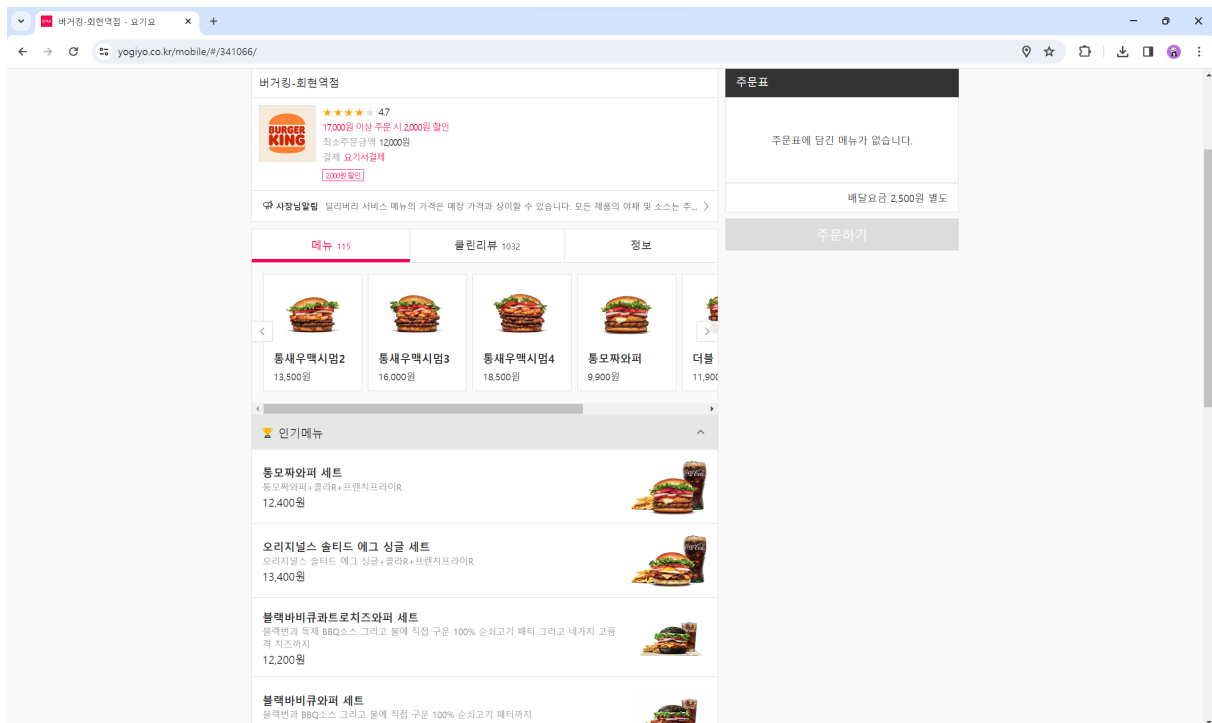 버거킹-회현역점 - 요기요
yogiyo.co.kr/mobile/#/341066/
버거킹-회현역점
BURGER
KING
4.7
17,000원 이상 주문 시 2,000원 할인
최소주문금액 12,000원
결제 요기서결제
2,000원 할인
사장님알림 딜리버리 서비스 메뉴의 가격은 매장 가격과 상이할 수 있습니다. 모든 제품의 야채 및 소스는 추...
메뉴 115
클린리뷰 1032
정보
통새우맥시멈2
13,500원
통새우맥시멈3
16,000원
통새우맥시멈4
18,500원
통모짜와퍼
9,900원
더블
11,900
인기메뉴
통모짜와퍼 세트
통모짜와퍼+콜라R+프렌치프라이R
12,400원
오리지널스 솔티드 에그 싱글 세트
오리지널스 솔티드 에그 싱글+콜라R+프렌치프라이R
13,400원
블랙바비큐콰트로치즈와퍼 세트
블랙번과 특제 BBQ소스 그리고 불에 직접 구운 100% 순쇠고기 패티 그리고 네가지 고품
격 치즈까지
12,200원
블랙바비큐와퍼 세트
블랙번과 BBQ소스 그리고 불에 직접 구운 100% 순쇠고기 패티까지
주문표
주문표에 담긴 메뉴가 없습니다.
배달요금 2,500원 별도
주문하기